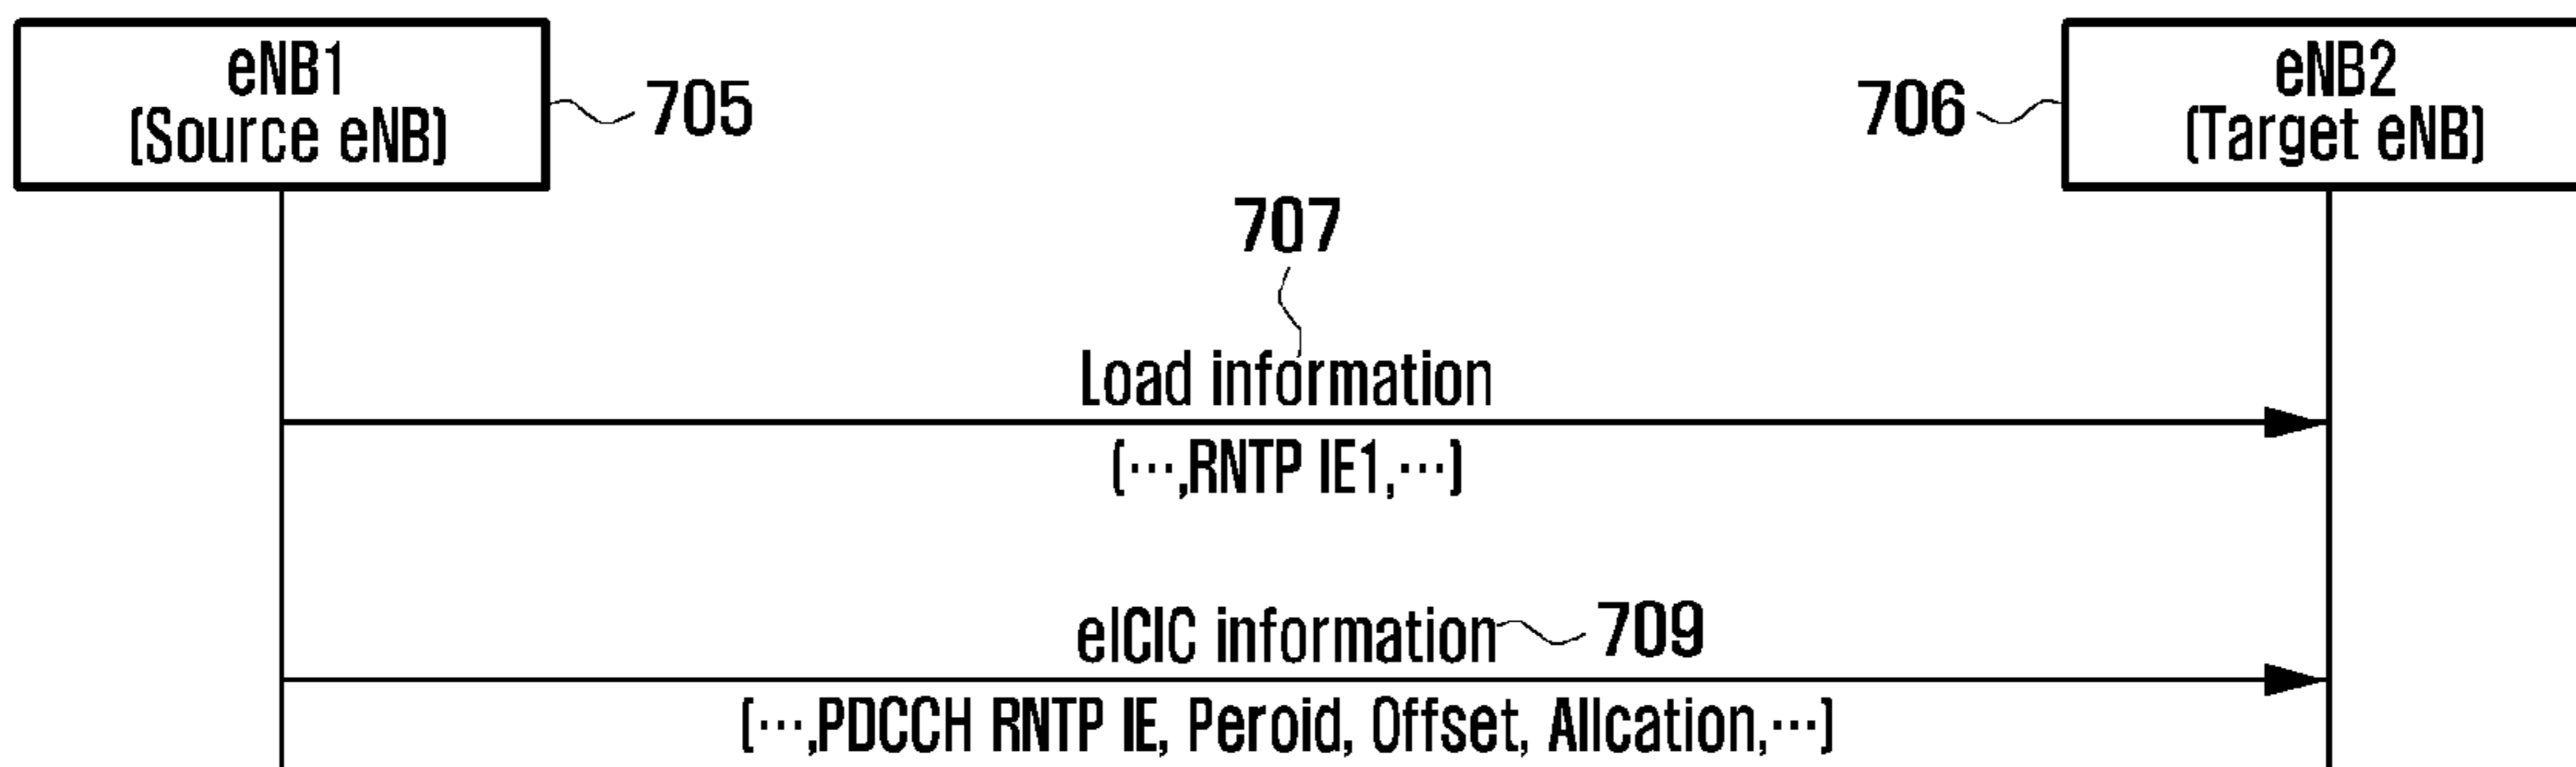 eNB1
(Source eNB)
705
706
eNB2
(Target eNB)
707
Load information
(⋯,RNTP IE1,⋯)
eICIC information
709
(⋯,PDCCH RNTP IE, Peroid, Offset, Allcation,⋯)